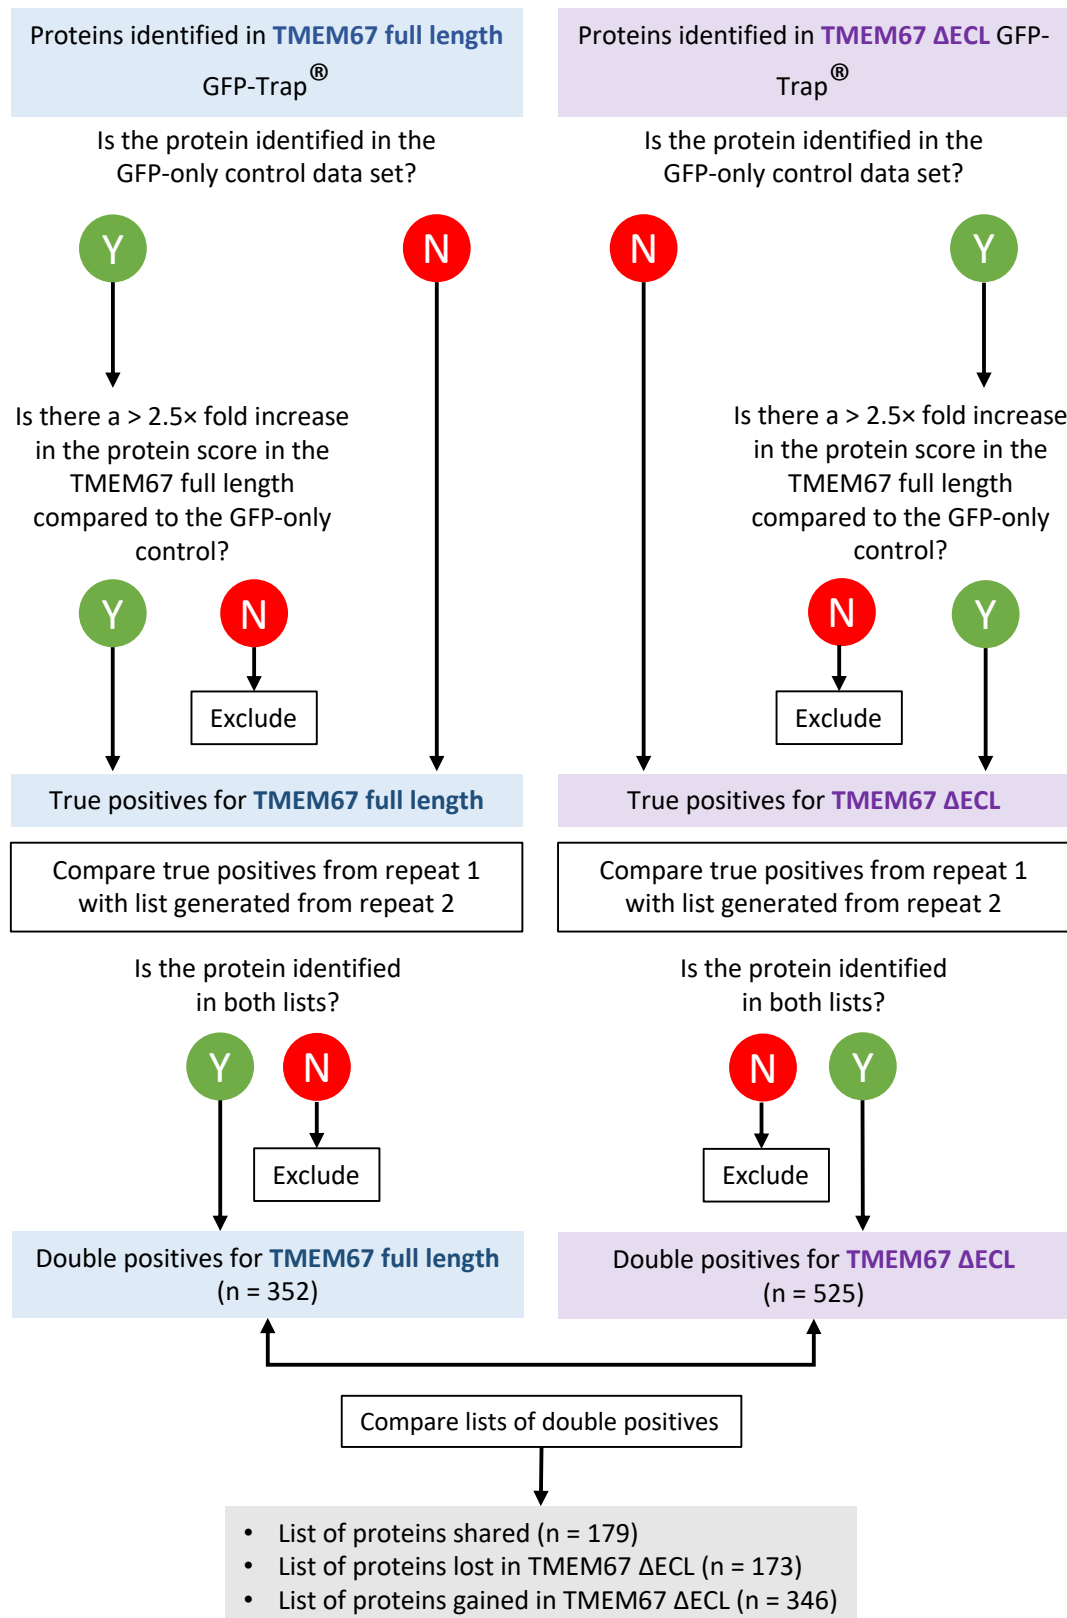 Proteins identified in TMEM67 full length
GFP-Trap®
Is the protein identified in the
GFP-only control data set?
Y
N
Is there a > 2.5× fold increase
in the protein score in the
TMEM67 full length
compared to the GFP-only
control?
Y
N
Exclude
True positives for TMEM67 full length
Compare true positives from repeat 1
with list generated from repeat 2
Is the protein identified
in both lists?
Y
N
Exclude
Double positives for TMEM67 full length
(n = 352)
Proteins identified in TMEM67 ΔECL GFP-
Trap®
Is the protein identified in the
GFP-only control data set?
N
Y
Is there a > 2.5× fold increase
in the protein score in the
TMEM67 full length
compared to the GFP-only
control?
N
Y
Exclude
True positives for TMEM67 ΔECL
Compare true positives from repeat 1
with list generated from repeat 2
Is the protein identified
in both lists?
N
Y
Exclude
Double positives for TMEM67 ΔECL
(n = 525)
Compare lists of double positives
• List of proteins shared (n = 179)
• List of proteins lost in TMEM67 ΔECL (n = 173)
• List of proteins gained in TMEM67 ΔECL (n = 346)